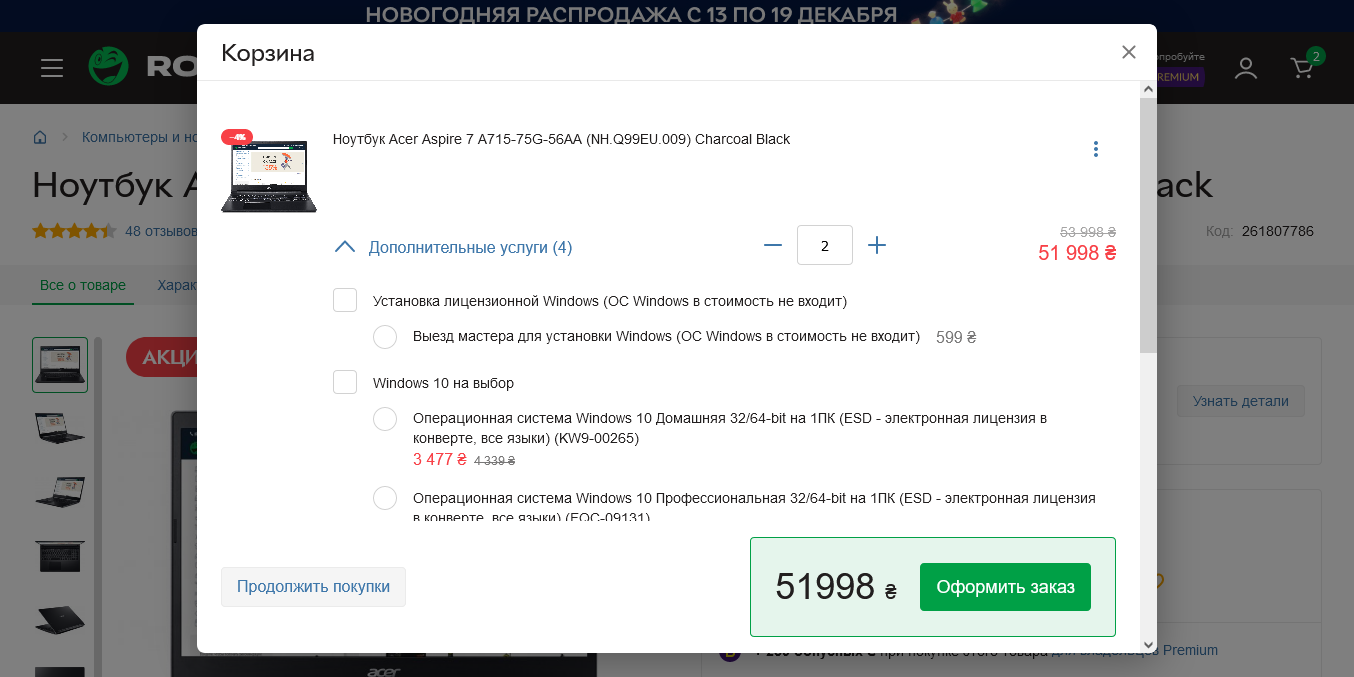 НОВОГОДНЯЯ РАСПРОДАЖА С 13 ПО 19 ДЕКАБРЯ
Корзина
RO
2
Компьютеры и но
Ноутбук A
ack
48 отзывов
Код: 261807786
Все о товаре
Харак
АКЦИ
Узнать детали
Ноутбук Acer Aspire 7 A715-75G-56AA (NH.Q99EU.009) Charcoal Black
Дополнительные услуги (4)
2
53 998 ₴
51 998 ₴
Установка лицензионной Windows (ОС Windows в стоимость не входит)
Выезд мастера для установки Windows (ОС Windows в стоимость не входит) 599 ₴
Windows 10 на выбор
Операционная система Windows 10 Домашняя 32/64-bit на 1ПК (ESD - электронная лицензия в
конверте, все языки) (KW9-00265)
3 477 ₴ 4 339 ₴
Операционная система Windows 10 Профессиональная 32/64-bit на 1ПК (ESD - электронная лицензия
в конверте, все языки) (FQC-09131)
Продолжить покупки
51998 ₴
Оформить заказ
при покупке этого товара для владельцев Premium
acer